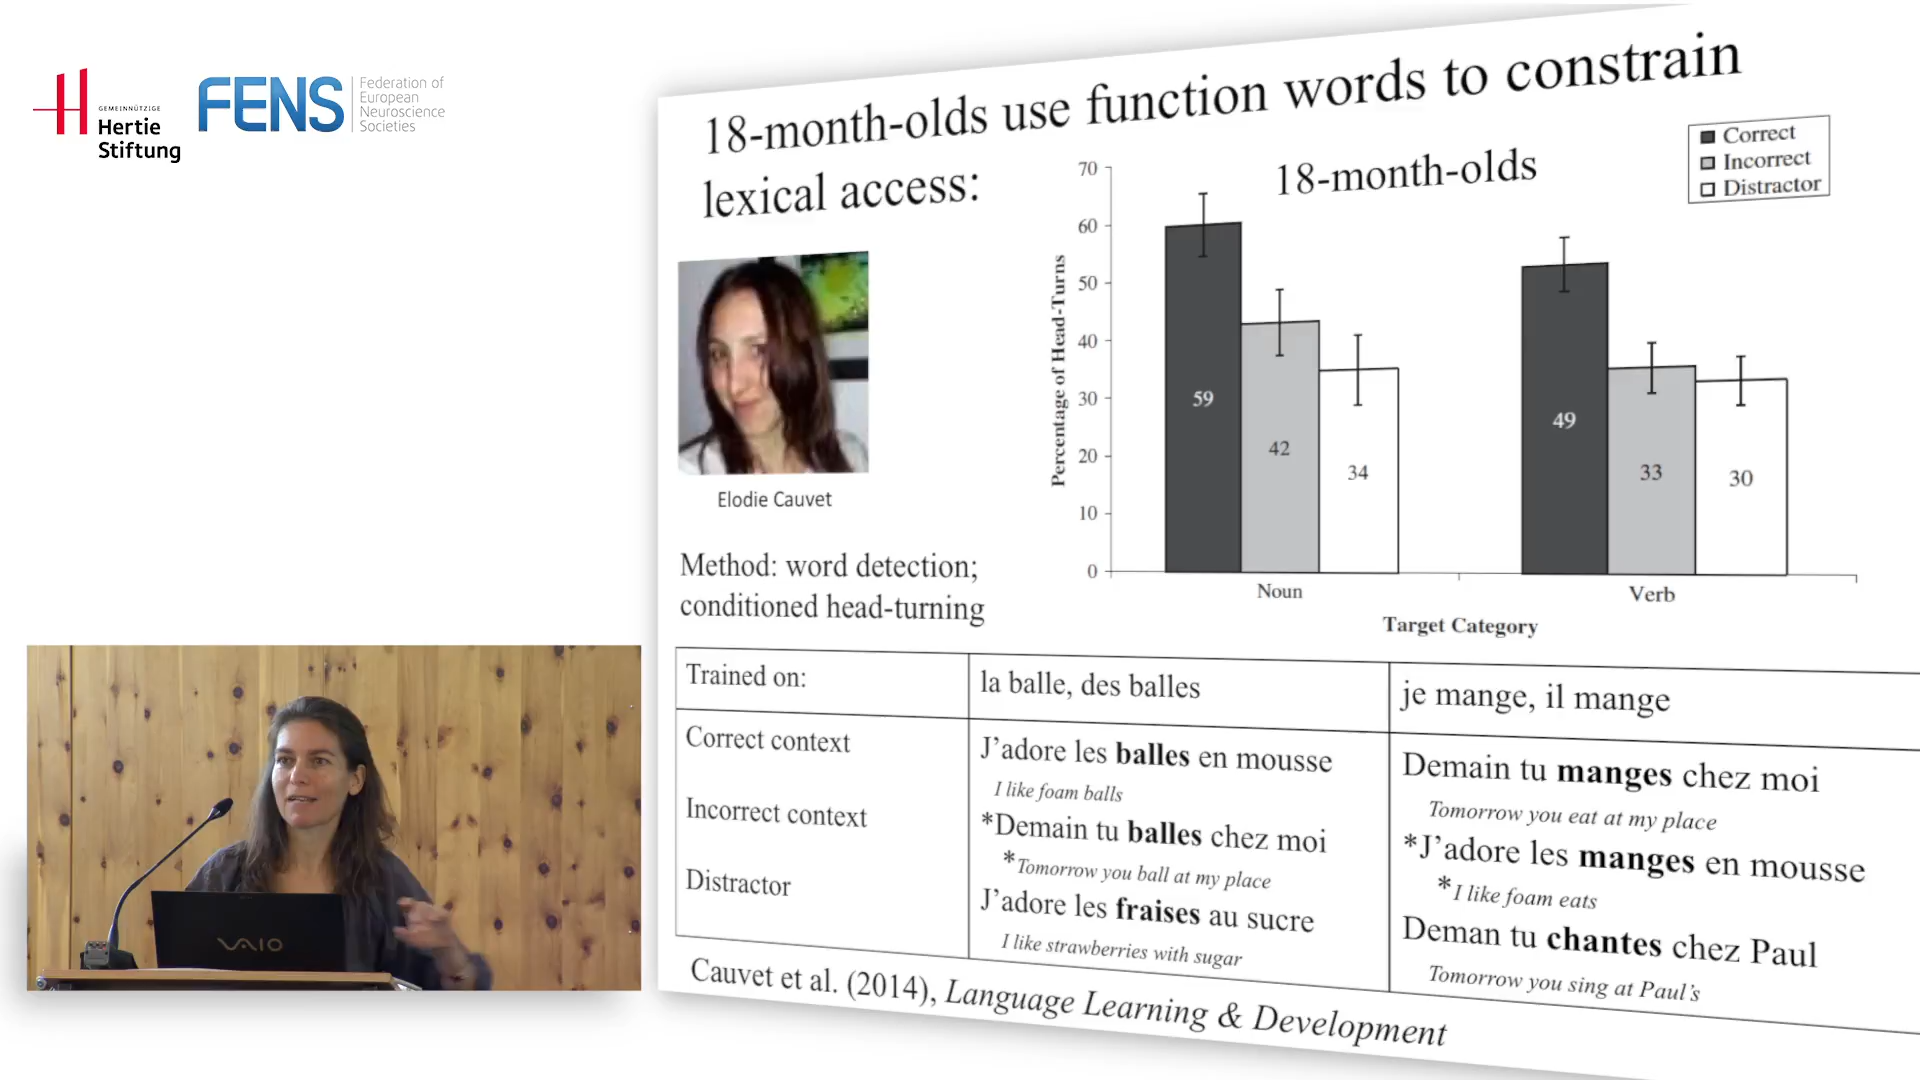 GEMEINNÜTZIGE
Hertie
Stiftung
FENS
Federation of
European
Neuroscience
Societies
18-month-olds use function words to constrain
lexical access:
18-month-olds
Correct
Incorrect
Distractor
Percentage of Head-Turns
70
60
50
40
30
20
10
0
59
42
34
49
33
30
Noun
Verb
Target Category
Elodie Cauvet
Method: word detection;
conditioned head-turning
Trained on:
la balle, des balles
je mange, il mange
Correct context
J'adore les balles en mousse
I like foam balls
Demain tu manges chez moi
Tomorrow you eat at my place
Incorrect context
*Demain tu balles chez moi
*Tomorrow you ball at my place
*J'adore les manges en mousse
*I like foam eats
Distractor
J'adore les fraises au sucre
I like strawberries with sugar
Deman tu chantes chez Paul
Tomorrow you sing at Paul's
Cauvet et al. (2014), Language Learning & Development
VAIO